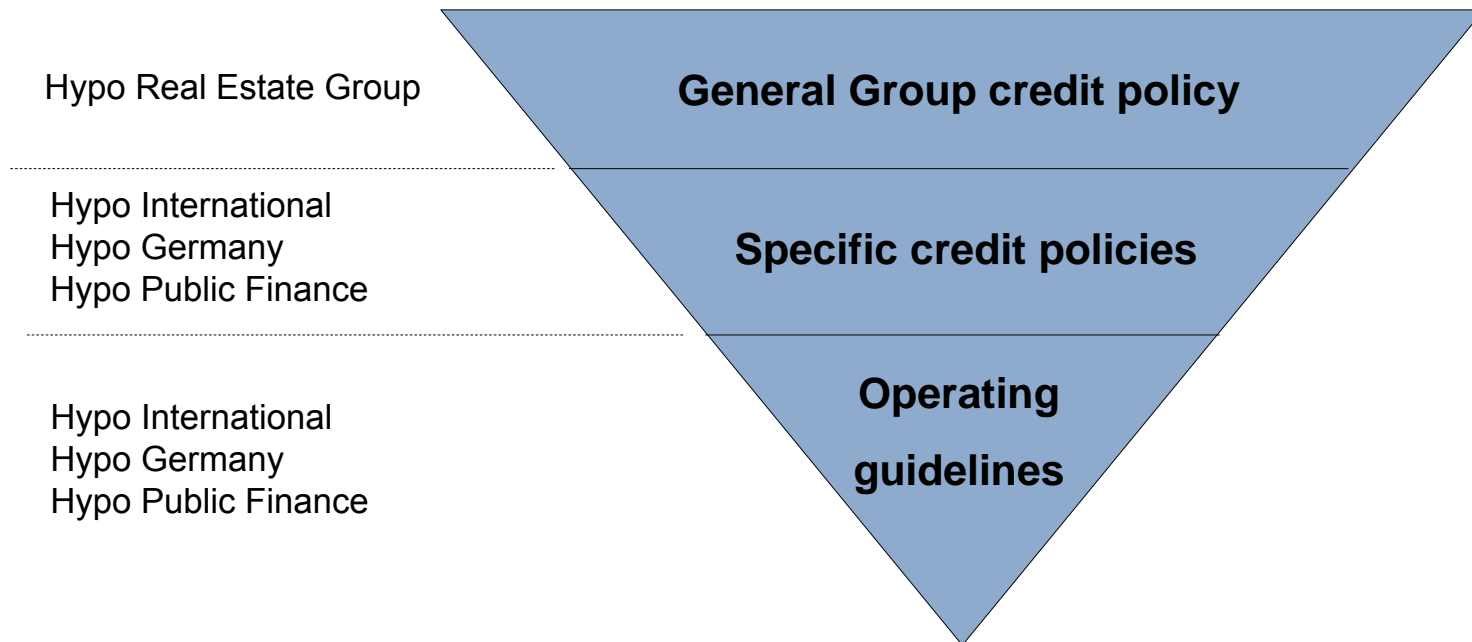 Hypo Real Estate Group
General Group credit policy
Hypo International
Hypo Germany
Hypo Public Finance
Specific credit policies
Hypo International
Hypo Germany
Hypo Public Finance
Operating
guidelines